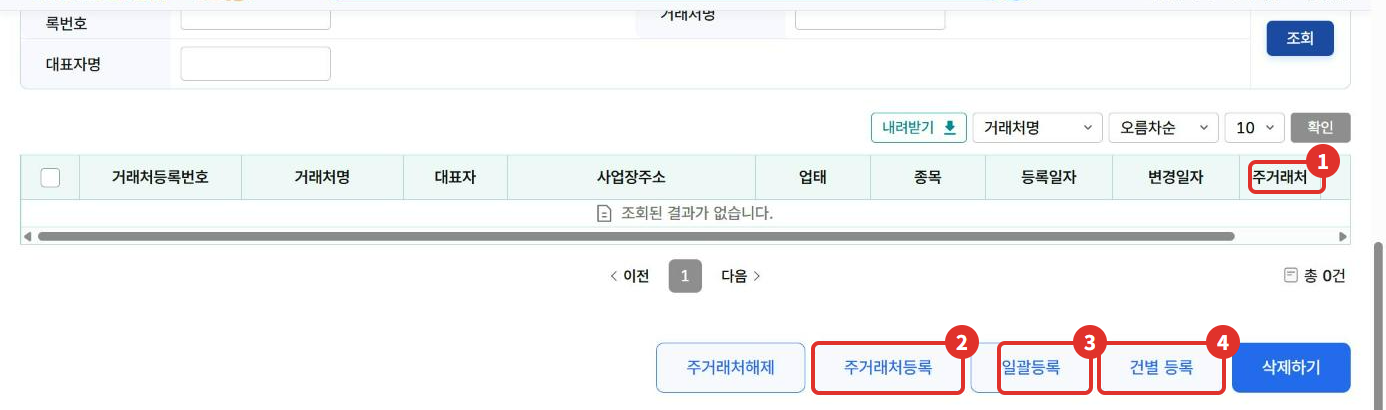 록번호
거래처명
조회
대표자명
내려받기 거래처명 오름차순 10 확인
1
거래처등록번호 거래처명 대표자 사업장주소 업태 종목 등록일자 변경일자 주거래처
조회된 결과가 없습니다.
이전 1 다음 총 0건
2 3 4
주거래처해제 주거래처등록 일괄등록 건별 등록 삭제하기